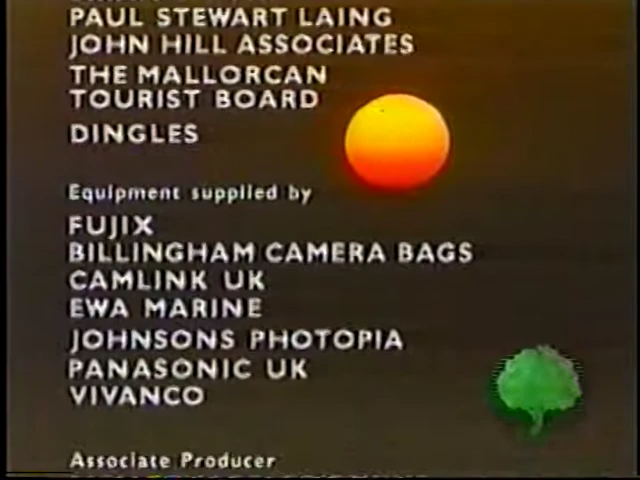 PAUL STEWART LAING
JOHN HILL ASSOCIATES
THE MALLORCAN
TOURIST BOARD
DINGLES
Equipment supplied by
FUJIX
BILLINGHAM CAMERA BAGS
CAMLINK UK
EWA MARINE
JOHNSONS PHOTOPIA
PANASONIC UK
VIVANCO
Associate Producer